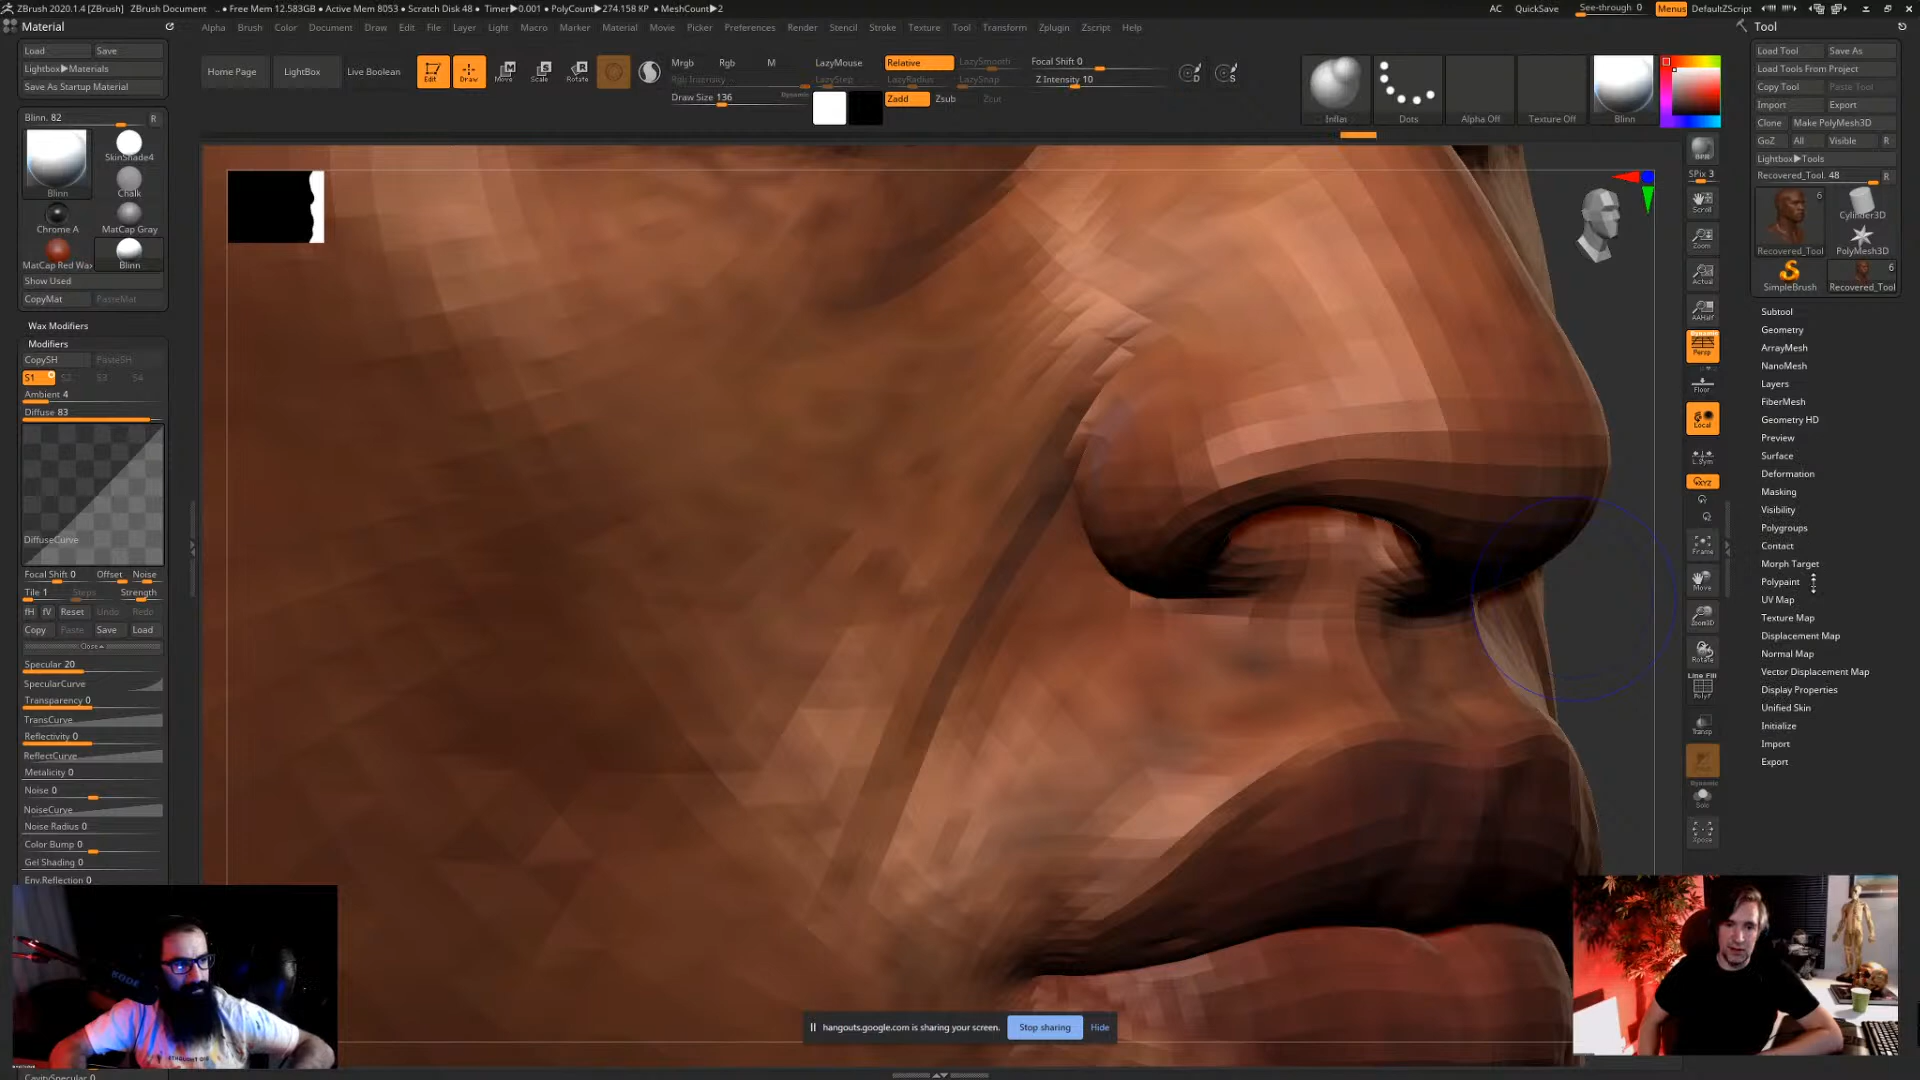 ZBrush 2020.1.4 [ZBrush] ZBrush Document .. • Free Mem 12.583GB • Active Mem 8053 • Scratch Disk 48 • Timer▶0.001 • PolyCount▶274.158 KP • MeshCount▶2
AC QuickSave See-through 0 Menus DefaultZScript
Material
Alpha Brush Color Document Draw Edit File Layer Light Macro Marker Material Movie Picker Preferences Render Stencil Stroke Texture Tool Transform Zplugin Zscript Help
Tool
Load Save
Lightbox▶Materials
Save As Startup Material
Home Page LightBox Live Boolean Edit Draw Move Scale Rotate
Mrgb Rgb M
Rgb Intensity
Draw Size 136 Dynamic
LazyMouse Relative LazySmooth
LazyStep LazyRadius LazySnap
Zadd Zsub Zcut
Focal Shift 0
Z Intensity 10
D S
Inflat Dots Alpha Off Texture Off Blinn
Load Tool Save As
Load Tools From Project
Copy Tool Paste Tool
Import Export
Clone Make PolyMesh3D
GoZ All Visible R
Lightbox▶Tools
Recovered_Tool. 48 R
6
Recovered_Tool Cylinder3D
PolyMesh3D
SimpleBrush 6 Recovered_Tool
Subtool
Geometry
ArrayMesh
NanoMesh
Layers
FiberMesh
Geometry HD
Preview
Surface
Deformation
Masking
Visibility
Polygroups
Contact
Morph Target
Polypaint
UV Map
Texture Map
Displacement Map
Normal Map
Vector Displacement Map
Display Properties
Unified Skin
Initialize
Import
Export
Blinn. 82 R
Blinn SkinShade4
Chalk
Chrome A MatCap Gray
MatCap Red Wax Blinn
Show Used
CopyMat PasteMat
Wax Modifiers
Modifiers
CopySH PasteSH
S1 S2 S3 S4
Ambient 4
Diffuse 83
DiffuseCurve
Focal Shift 0 Offset Noise
Tile 1 Steps Strength
fH fV Reset Undo Redo
Copy Paste Save Load
Close
Specular 20
SpecularCurve
Transparency 0
TransCurve
Reflectivity 0
ReflectCurve
Metalicity 0
Noise 0
NoiseCurve
Noise Radius 0
Color Bump 0
Gel Shading 0
Env.Reflection 0
CavitySpecular 0
BPR
SPix 3
Scroll
Zoom
Actual
AAHalf
Dynamic
Persp
Floor
Local
L.Sym
XYZ
Frame
Move
Zoom3D
Rotate
Line Fill
PolyF
Transp
Dynamic
Solo
Xpose
RODE
hangouts.google.com is sharing your screen. Stop sharing Hide